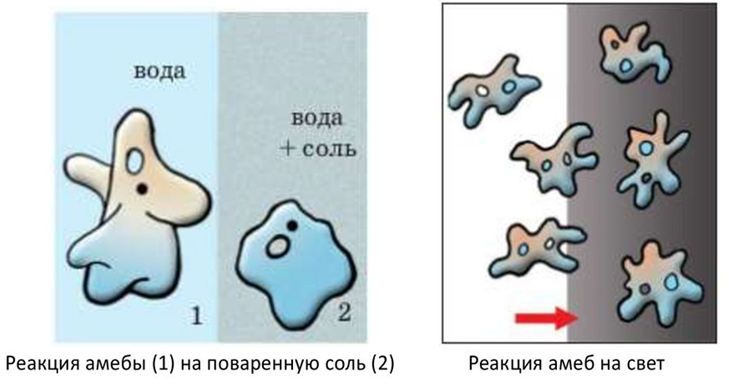 вода
вода
+ соль
1
2
Реакция амебы (1) на поваренную соль (2)
Реакция амеб на свет